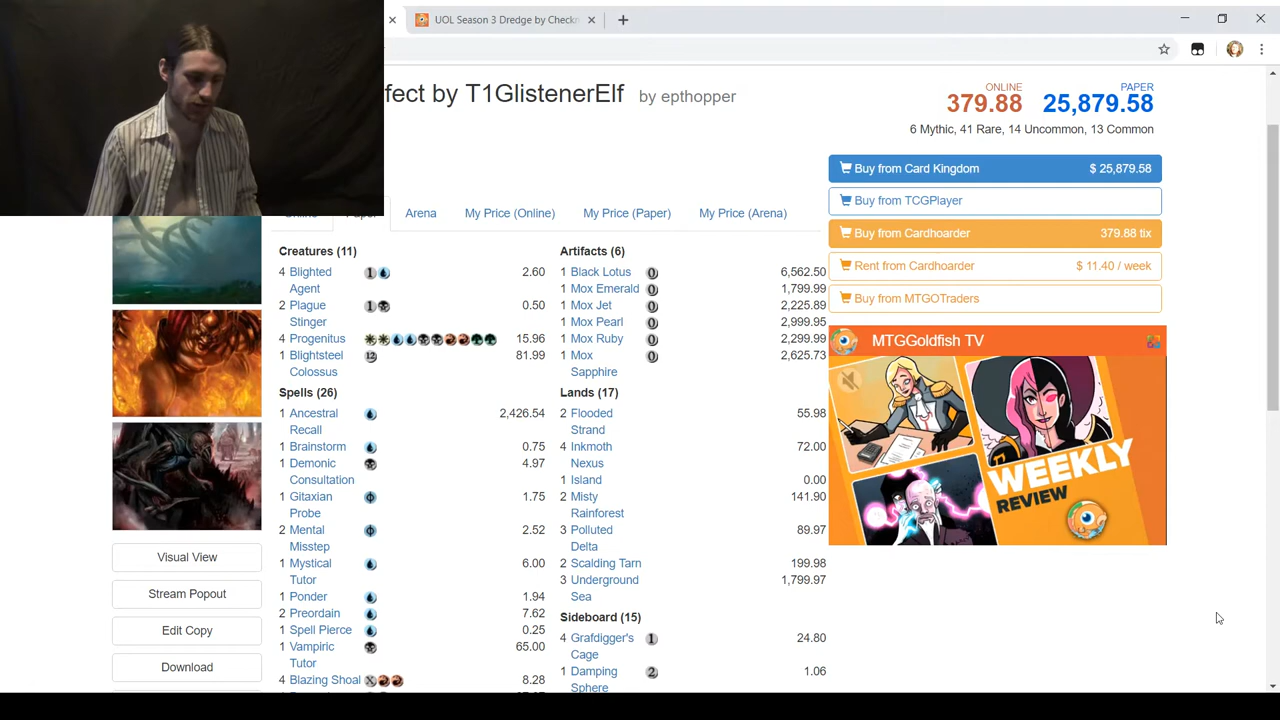 UOL Season 3 Dredge by Checkm
fect by T1GlistenerElf by epthopper
ONLINE PAPER
379.88 25,879.58
6 Mythic, 41 Rare, 14 Uncommon, 13 Common
Buy from Card Kingdom $ 25,879.58
Buy from TCGPlayer
Buy from Cardhoarder 379.88 tix
Rent from Cardhoarder $ 11.40 / week
Buy from MTGOTraders
Arena My Price (Online) My Price (Paper) My Price (Arena)
Creatures (11)
4 Blighted 1 2.60
Agent
2 Plague 1 0.50
Stinger
4 Progenitus 15.96
1 Blightsteel 12 81.99
Colossus
Spells (26)
1 Ancestral 2,426.54
Recall
1 Brainstorm 0.75
1 Demonic 4.97
Consultation
1 Gitaxian 1.75
Probe
2 Mental 2.52
Misstep
1 Mystical 6.00
Tutor
1 Ponder 1.94
2 Preordain 7.62
1 Spell Pierce 0.25
1 Vampiric 65.00
Tutor
4 Blazing Shoal X 8.28
Artifacts (6)
1 Black Lotus 0 6,562.50
1 Mox Emerald 0 1,799.99
1 Mox Jet 0 2,225.89
1 Mox Pearl 0 2,999.95
1 Mox Ruby 0 2,299.99
1 Mox 0 2,625.73
Sapphire
Lands (17)
2 Flooded 55.98
Strand
4 Inkmoth 72.00
Nexus
1 Island 0.00
2 Misty 141.90
Rainforest
3 Polluted 89.97
Delta
2 Scalding Tarn 199.98
3 Underground 1,799.97
Sea
Sideboard (15)
4 Grafdigger's 1 24.80
Cage
1 Damping 2 1.06
Sphere
MTGGoldfish TV
WEEKLY
REVIEW
Visual View
Stream Popout
Edit Copy
Download